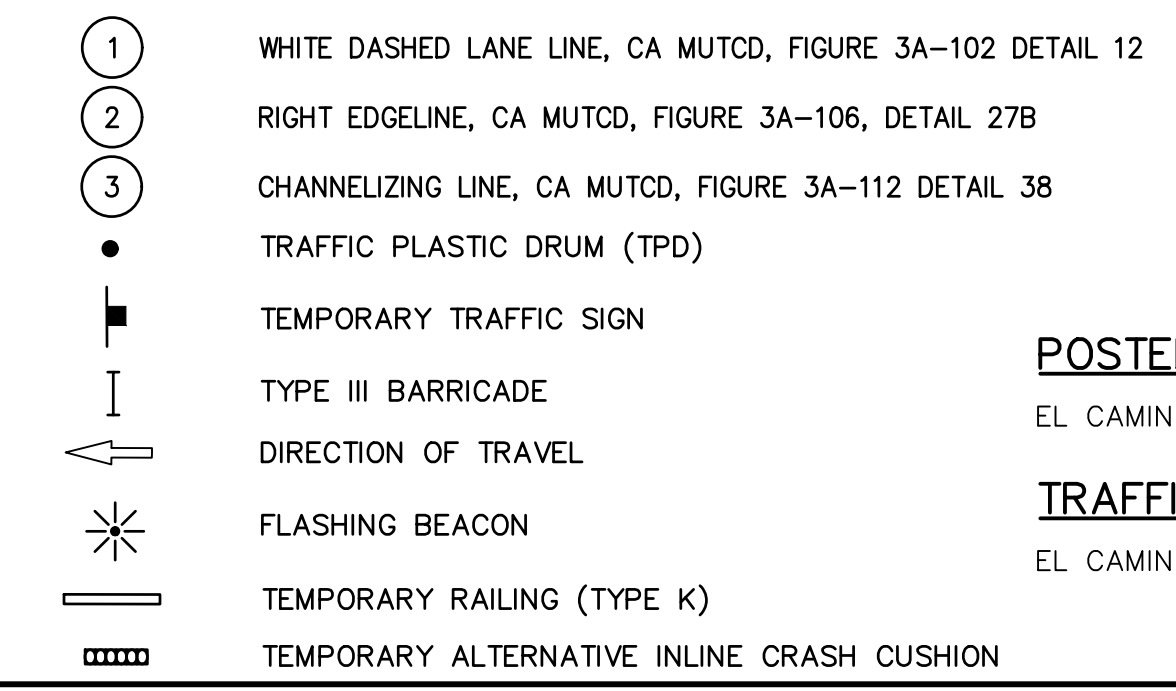 1 WHITE DASHED LANE LINE, CA MUTCD, FIGURE 3A-102 DETAIL 12
2 RIGHT EDGELINE, CA MUTCD, FIGURE 3A-106, DETAIL 27B
3 CHANNELIZING LINE, CA MUTCD, FIGURE 3A-112 DETAIL 38
TRAFFIC PLASTIC DRUM (TPD)
TEMPORARY TRAFFIC SIGN
TYPE III BARRICADE
DIRECTION OF TRAVEL
FLASHING BEACON
TEMPORARY RAILING (TYPE K)
TEMPORARY ALTERNATIVE INLINE CRASH CUSHION
POSTE
EL CAMIN
TRAFFI
EL CAMIN